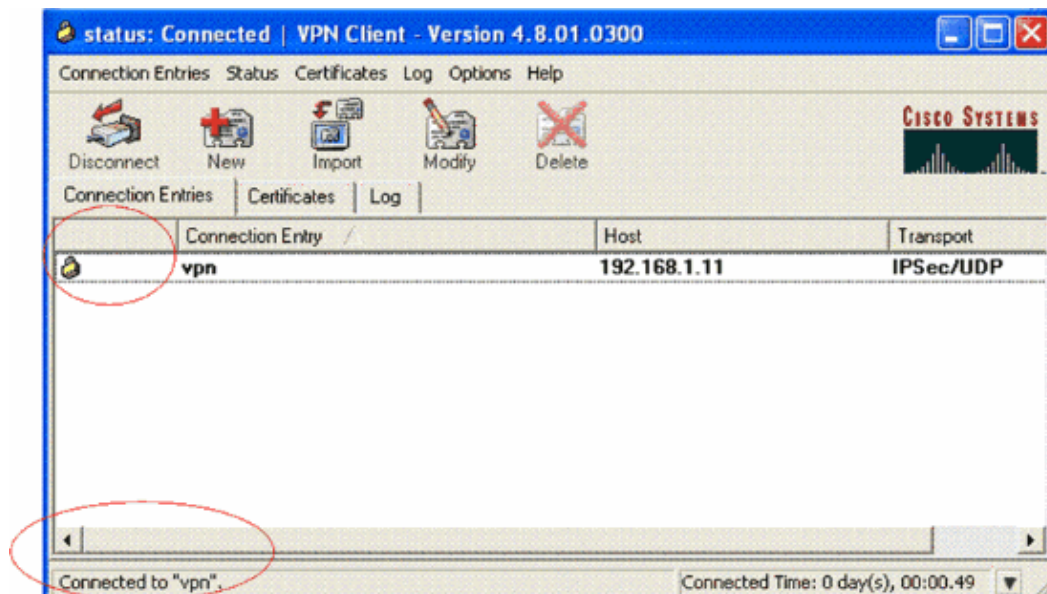 status: Connected | VPN Client - Version 4.8.01.0300
Connection Entries Status Certificates Log Options Help
Disconnect New Import Modify Delete
CISCO SYSTEMS
Connection Entries Certificates Log
Connection Entry Host Transport
vpn 192.168.1.11 IPSec/UDP
Connected to "vpn". Connected Time: 0 day(s), 00:00.49